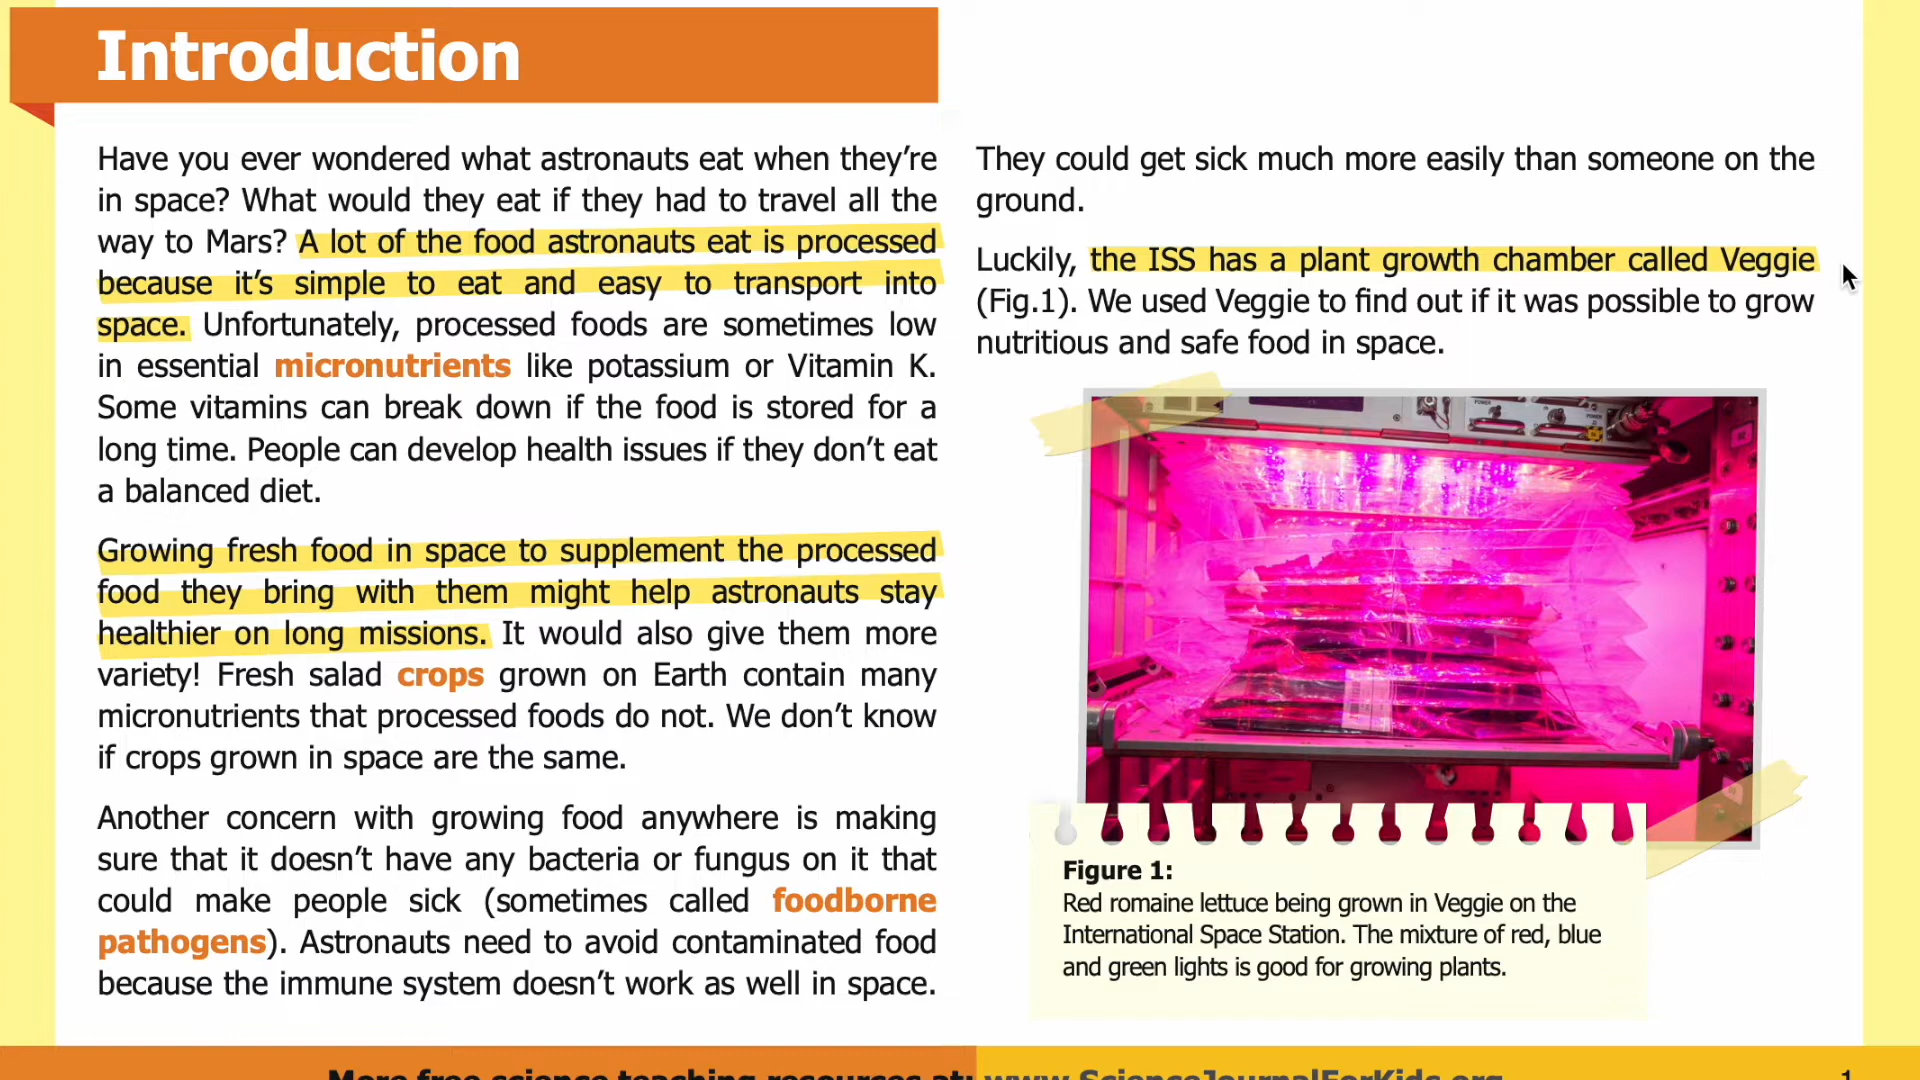 Introduction
Have you ever wondered what astronauts eat when they’re
in space? What would they eat if they had to travel all the
way to Mars? A lot of the food astronauts eat is processed
because it’s simple to eat and easy to transport into
space. Unfortunately, processed foods are sometimes low
in essential micronutrients like potassium or Vitamin K.
Some vitamins can break down if the food is stored for a
long time. People can develop health issues if they don’t eat
a balanced diet.
Growing fresh food in space to supplement the processed
food they bring with them might help astronauts stay
healthier on long missions. It would also give them more
variety! Fresh salad crops grown on Earth contain many
micronutrients that processed foods do not. We don’t know
if crops grown in space are the same.
Another concern with growing food anywhere is making
sure that it doesn’t have any bacteria or fungus on it that
could make people sick (sometimes called foodborne
pathogens). Astronauts need to avoid contaminated food
because the immune system doesn’t work as well in space.
They could get sick much more easily than someone on the
ground.
Luckily, the ISS has a plant growth chamber called Veggie
(Fig.1). We used Veggie to find out if it was possible to grow
nutritious and safe food in space.
POWER
POWER
Figure 1:
Red romaine lettuce being grown in Veggie on the
International Space Station. The mixture of red, blue
and green lights is good for growing plants.
More free science teaching resources at: www.ScienceJournalForKids.org
1